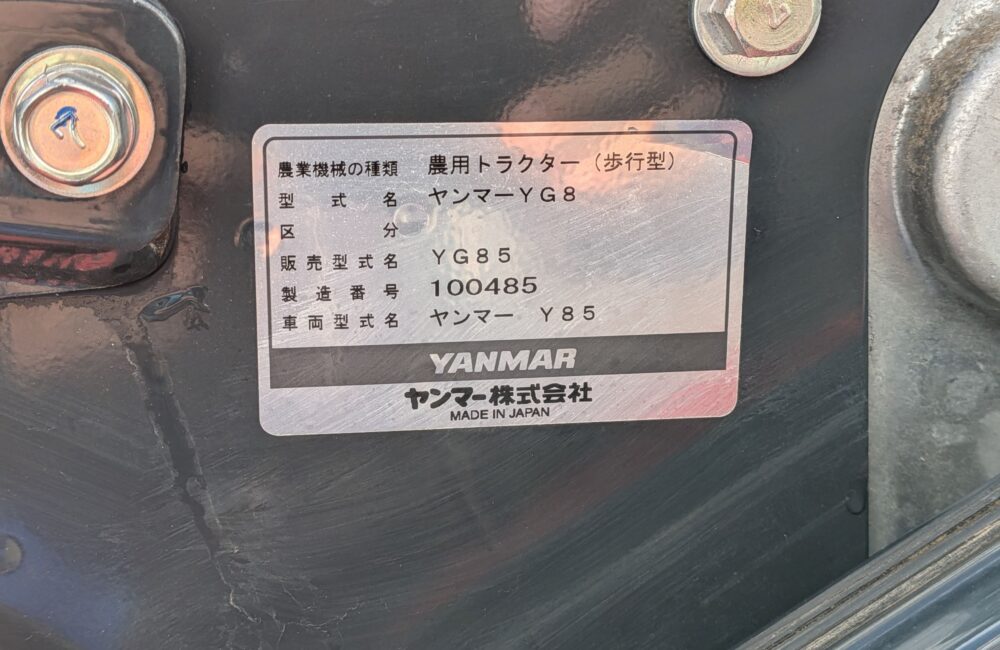 農業機械の種類 農用トラクター（歩行型）
型式名 ヤンマーＹＧ８
区分
販売型式名 ＹＧ８５
製造番号 100485
車両型式名 ヤンマー Ｙ８５
YANMAR
ヤンマー株式会社
MADE IN JAPAN